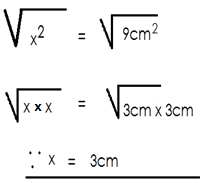 √x² = √9cm²
√x x x = √3cm x 3cm
∵ x = 3cm